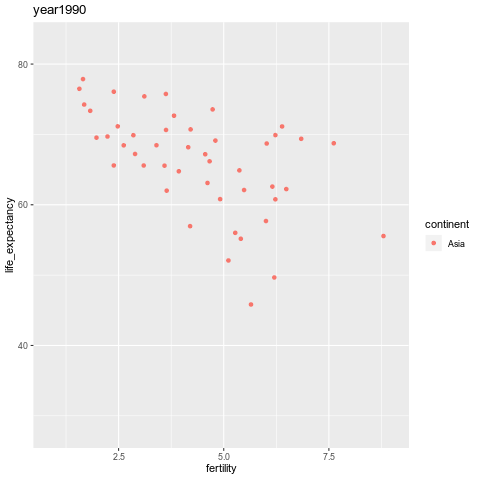 year1990
80
60
40
life_expectancy
2.5
5.0
7.5
fertility
continent
Asia